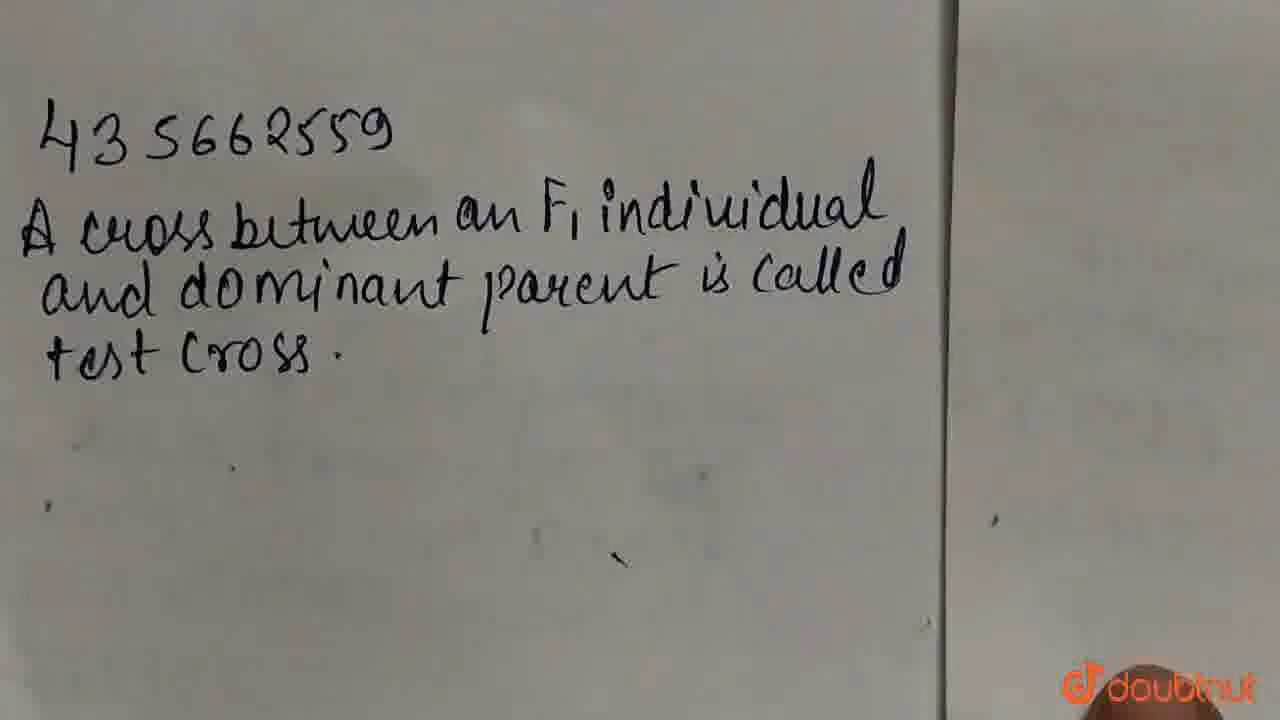 435662559
A cross between an F₁ individual
and dominant parent is called
test cross.
doubtnut